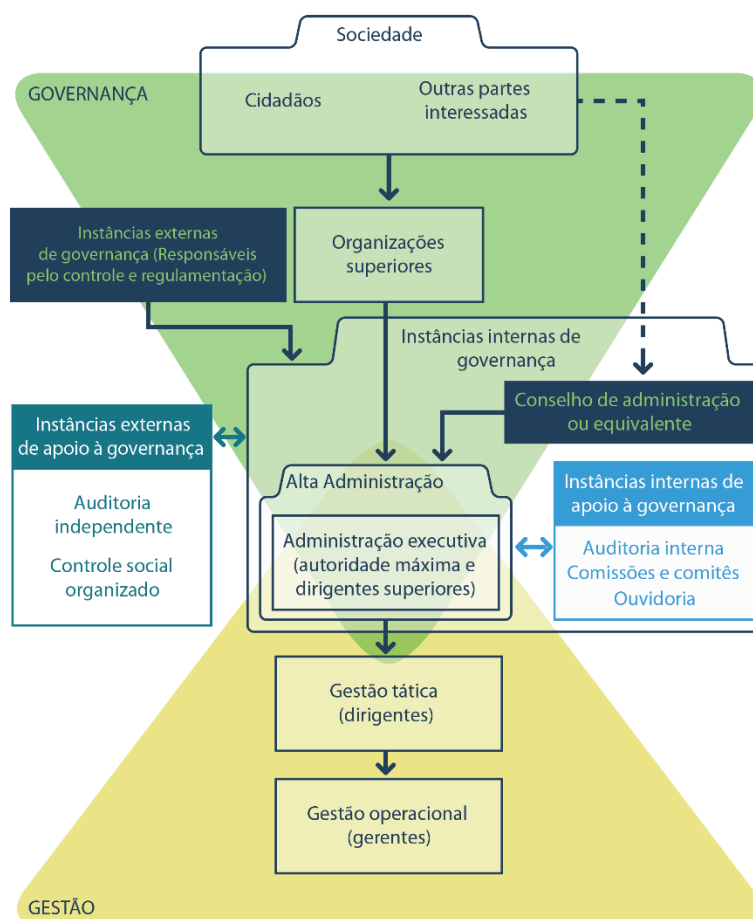 Sociedade
GOVERNANÇA
Cidadãos
Outras partes
interessadas
Instâncias externas
de governança (Responsáveis
pelo controle e regulamentação)
Organizações
superiores
Instâncias internas de
governança
Conselho de administração
ou equivalente
Instâncias externas
de apoio à governança
Auditoria
independente
Controle social
organizado
Alta Administração
Administração executiva
(autoridade máxima e
dirigentes superiores)
Instâncias internas de
apoio à governança
Auditoria interna
Comissões e comitês
Ouvidoria
Gestão tática
(dirigentes)
Gestão operacional
(gerentes)
GESTÃO